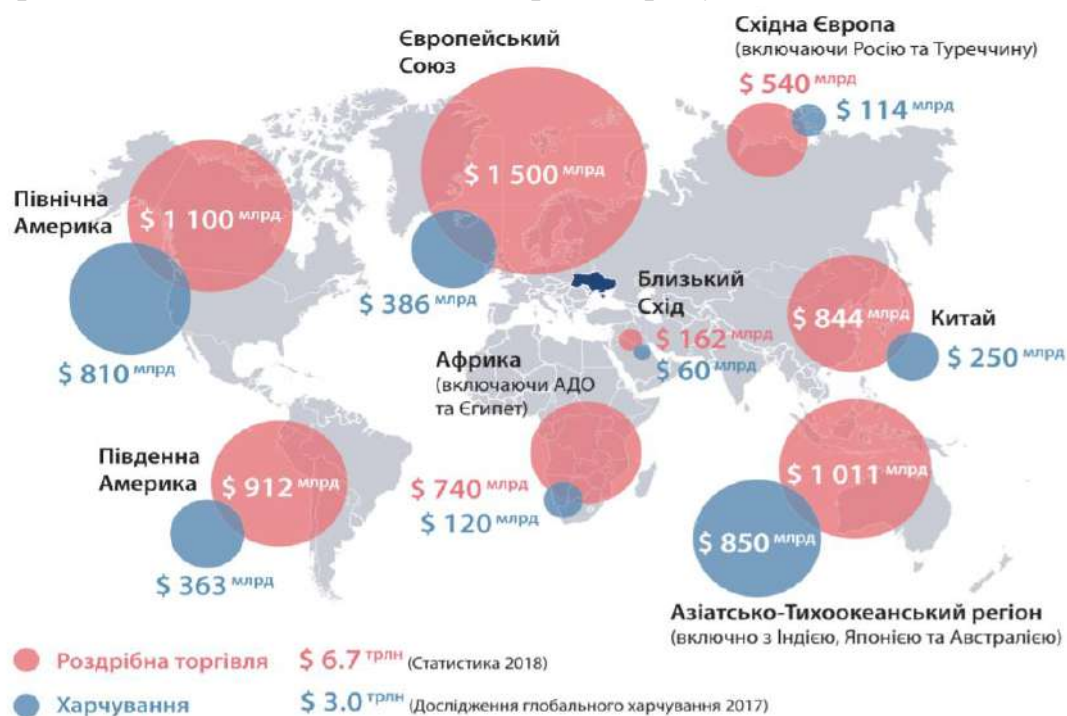 Східна Європа
(включаючи Росію та Туреччину)
$ 540 млрд
$ 114 млрд
Європейський
Союз
$ 1 500 млрд
$ 386 млрд
Північна
Америка
$ 1 100 млрд
$ 810 млрд
Близький
Схід
$ 162 млрд
$ 60 млрд
$ 844 млрд
Китай
$ 250 млрд
Африка
(включаючи АДО
та Єгипет)
$ 740 млрд
$ 120 млрд
Південна
Америка
$ 912 млрд
$ 363 млрд
$ 1 011 млрд
$ 850 млрд
Азіатсько-Тихоокеанський регіон
(включно з Індією, Японією та Австралією)
Роздрібна торгівля $ 6.7 трлн (Статистика 2018)
Харчування $ 3.0 трлн (Дослідження глобального харчування 2017)